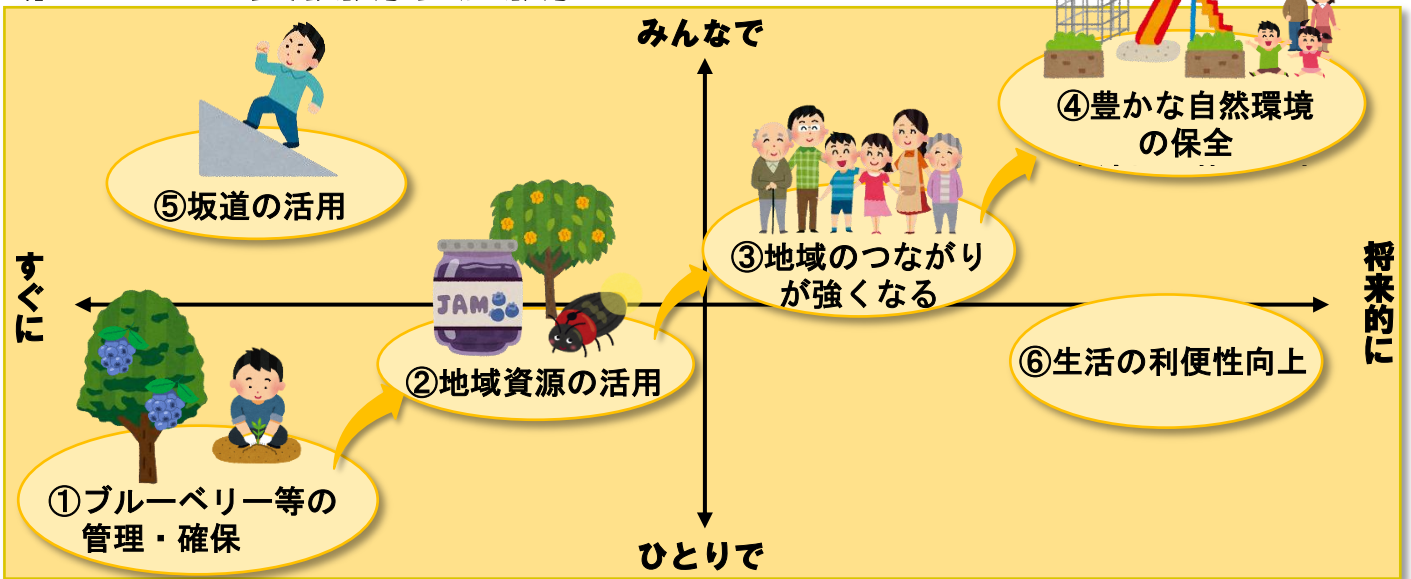 みんなで
④豊かな自然環境
の保全
⑤坂道の活用
③地域のつながり
が強くなる
すぐに
将来的に
JAM
②地域資源の活用
⑥生活の利便性向上
①ブルーベリー等の
管理・確保
ひとりで